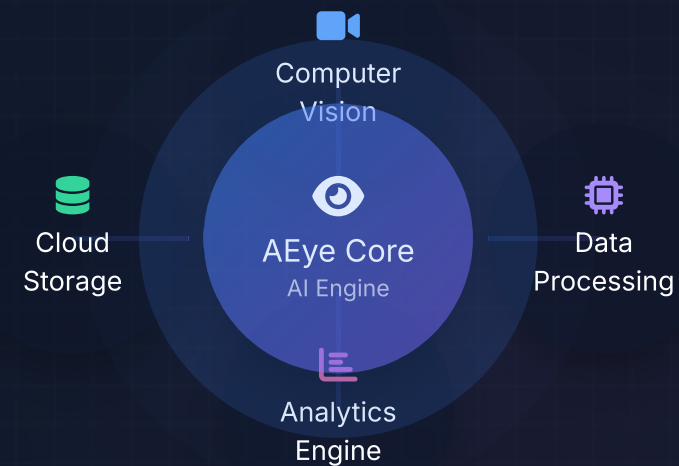 Computer
Vision
AEye Core
AI Engine
Cloud
Storage
Data
Processing
Analytics
Engine